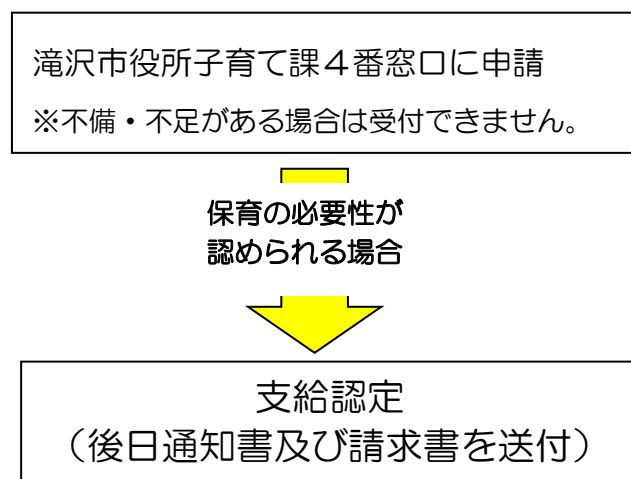 滝沢市役所子育て課４番窓口に申請
※不備・不足がある場合は受付できません。
保育の必要性が
認められる場合
支給認定
（後日通知書及び請求書を送付）